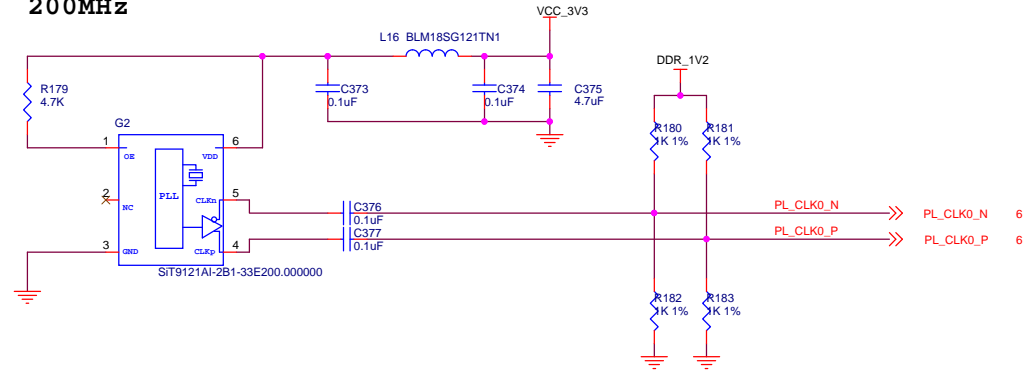 200MHz
VCC_3V3
L16 BLM18SG121TN1
DDR_1V2
R179
4.7K
C373
0.1uF
C374
0.1uF
C375
4.7uF
R180
1K 1%
R181
1K 1%
G2
1
OE
VDD
6
2
NC
PLL
CLKn
5
3
GND
CLKp
4
SiT9121AI-2B1-33E200.000000
C376
0.1uF
C377
0.1uF
PL_CLK0_N
PL_CLK0_N 6
PL_CLK0_P
PL_CLK0_P 6
R182
1K 1%
R183
1K 1%